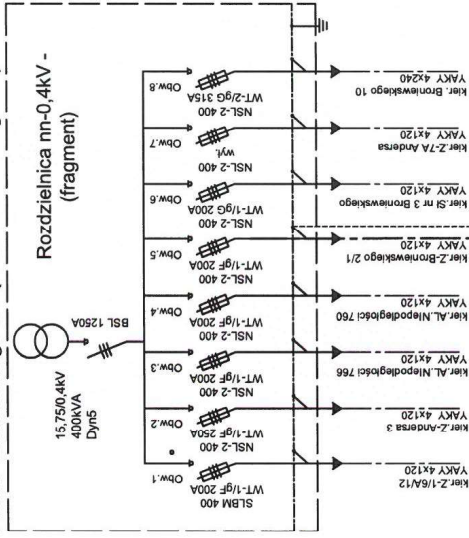 Rozdzielnica nn-0,4kV -
(fragment)
15,75/0,4kV
400kVA
Dyn5
BSL 1250A
Obw.1
SLBM 400
WT-1/gF 200A
kier.Z-1/6A/12
YAKY 4x120
Obw.2
NSL-2 400
WT-1/gF 250A
kier.Z-Andersa 3
YAKY 4x120
Obw.3
NSL-2 400
WT-1/gF 200A
kier.AL.Niepodległości 766
YAKY 4x120
Obw.4
NSL-2 400
WT-1/gF 200A
kier.AL.Niepodległości 760
YAKY 4x120
Obw.5
NSL-2 400
WT-1/gF 200A
kier.Z-Broniewskiego 2/1
YAKY 4x120
Obw.6
NSL-2 400
WT-1/gG 200A
kier.Sl nr 3 Broniewskiego
YAKY 4x120
Obw.7
NSL-2 400
wył.
kier.Z-7A Andersa
YAKY 4x120
Obw.8
NSL-2 400
WT-2/gG 315A
kier. Broniewskiego 10
YAKY 4x240